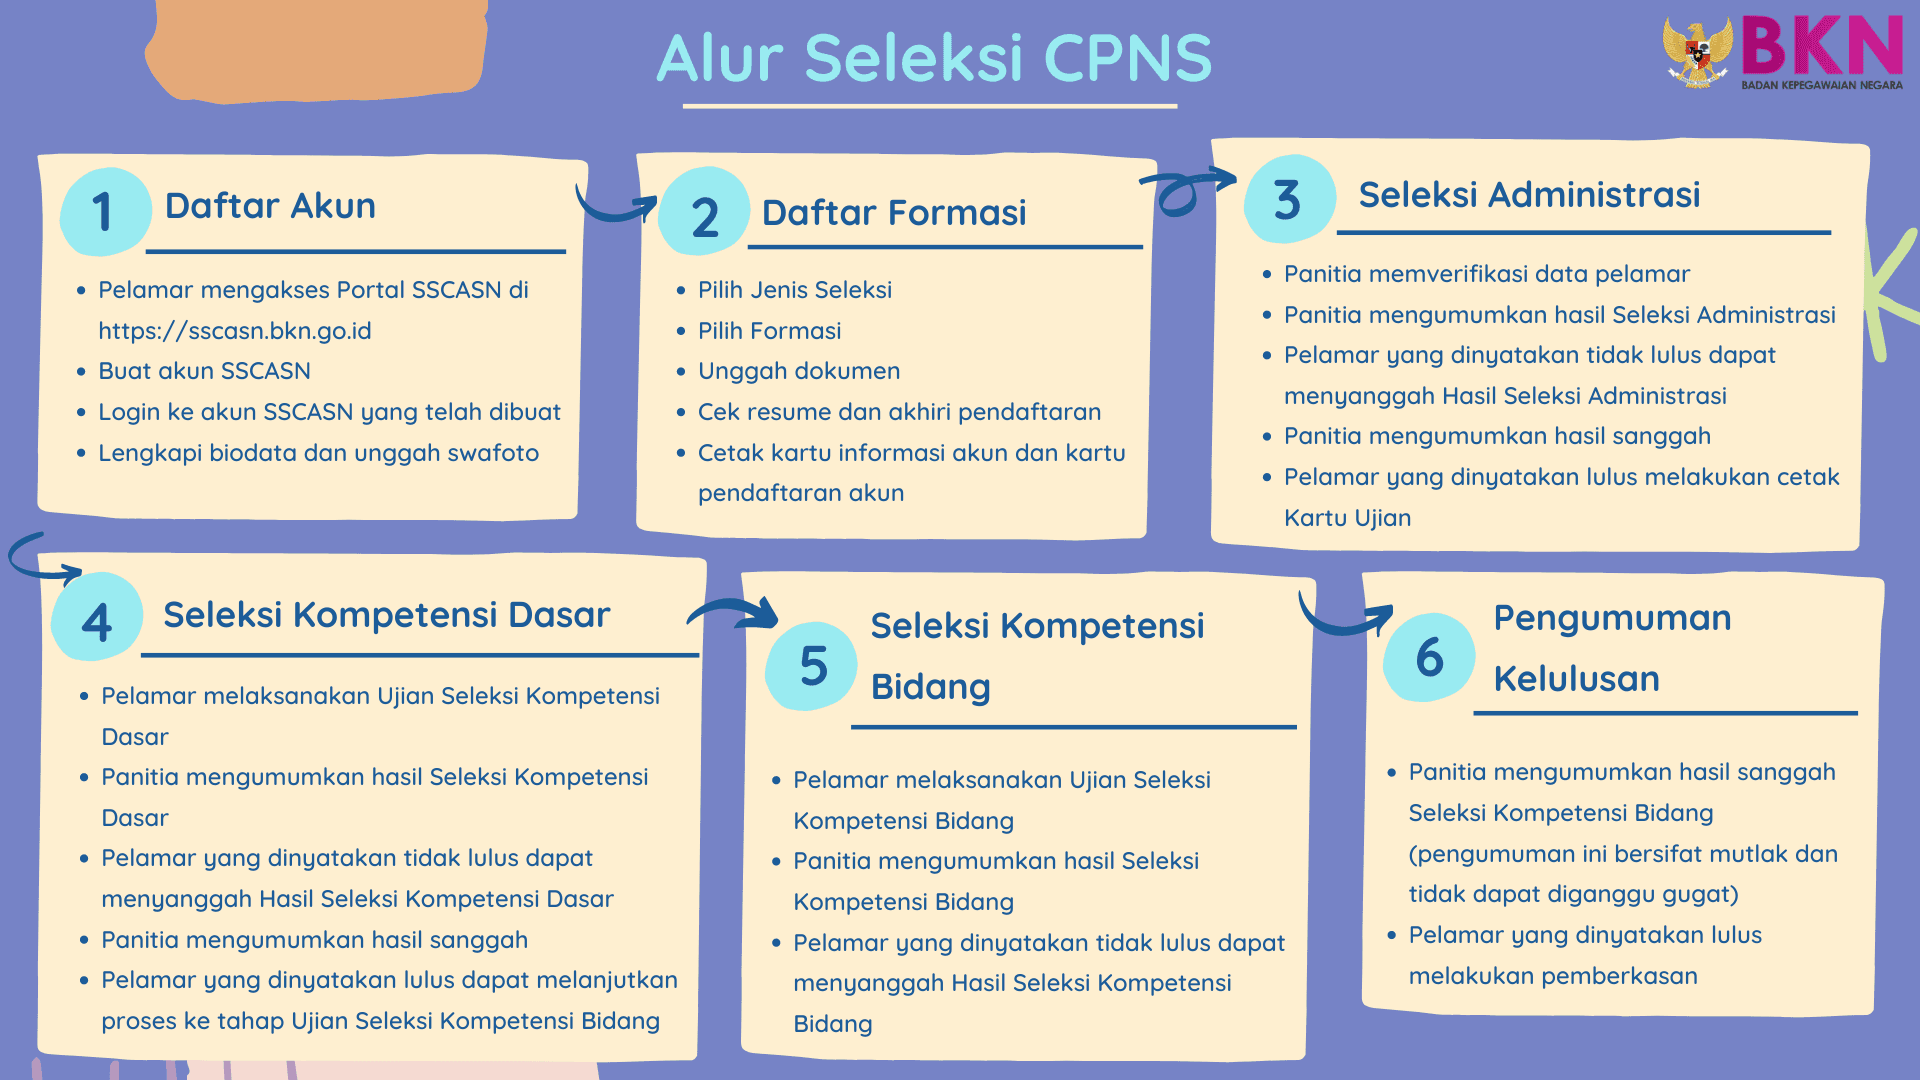 Alur Seleksi CPNS
BKN
BADAN KEPEGAWAIAN NEGARA
1
Daftar Akun
• Pelamar mengakses Portal SSCASN di
https://sscasn.bkn.go.id
• Buat akun SSCASN
• Login ke akun SSCASN yang telah dibuat
• Lengkapi biodata dan unggah swafoto
2
Daftar Formasi
• Pilih Jenis Seleksi
• Pilih Formasi
• Unggah dokumen
• Cek resume dan akhiri pendaftaran
• Cetak kartu informasi akun dan kartu
pendaftaran akun
3
Seleksi Administrasi
• Panitia memverifikasi data pelamar
• Panitia mengumumkan hasil Seleksi Administrasi
• Pelamar yang dinyatakan tidak lulus dapat
menyanggah Hasil Seleksi Administrasi
• Panitia mengumumkan hasil sanggah
• Pelamar yang dinyatakan lulus melakukan cetak
Kartu Ujian
4
Seleksi Kompetensi Dasar
• Pelamar melaksanakan Ujian Seleksi Kompetensi
Dasar
• Panitia mengumumkan hasil Seleksi Kompetensi
Dasar
• Pelamar yang dinyatakan tidak lulus dapat
menyanggah Hasil Seleksi Kompetensi Dasar
• Panitia mengumumkan hasil sanggah
• Pelamar yang dinyatakan lulus dapat melanjutkan
proses ke tahap Ujian Seleksi Kompetensi Bidang
5
Seleksi Kompetensi
Bidang
• Pelamar melaksanakan Ujian Seleksi
Kompetensi Bidang
• Panitia mengumumkan hasil Seleksi
Kompetensi Bidang
• Pelamar yang dinyatakan tidak lulus dapat
menyanggah Hasil Seleksi Kompetensi
Bidang
6
Pengumuman
Kelulusan
• Panitia mengumumkan hasil sanggah
Seleksi Kompetensi Bidang
(pengumuman ini bersifat mutlak dan
tidak dapat diganggu gugat)
• Pelamar yang dinyatakan lulus
melakukan pemberkasan